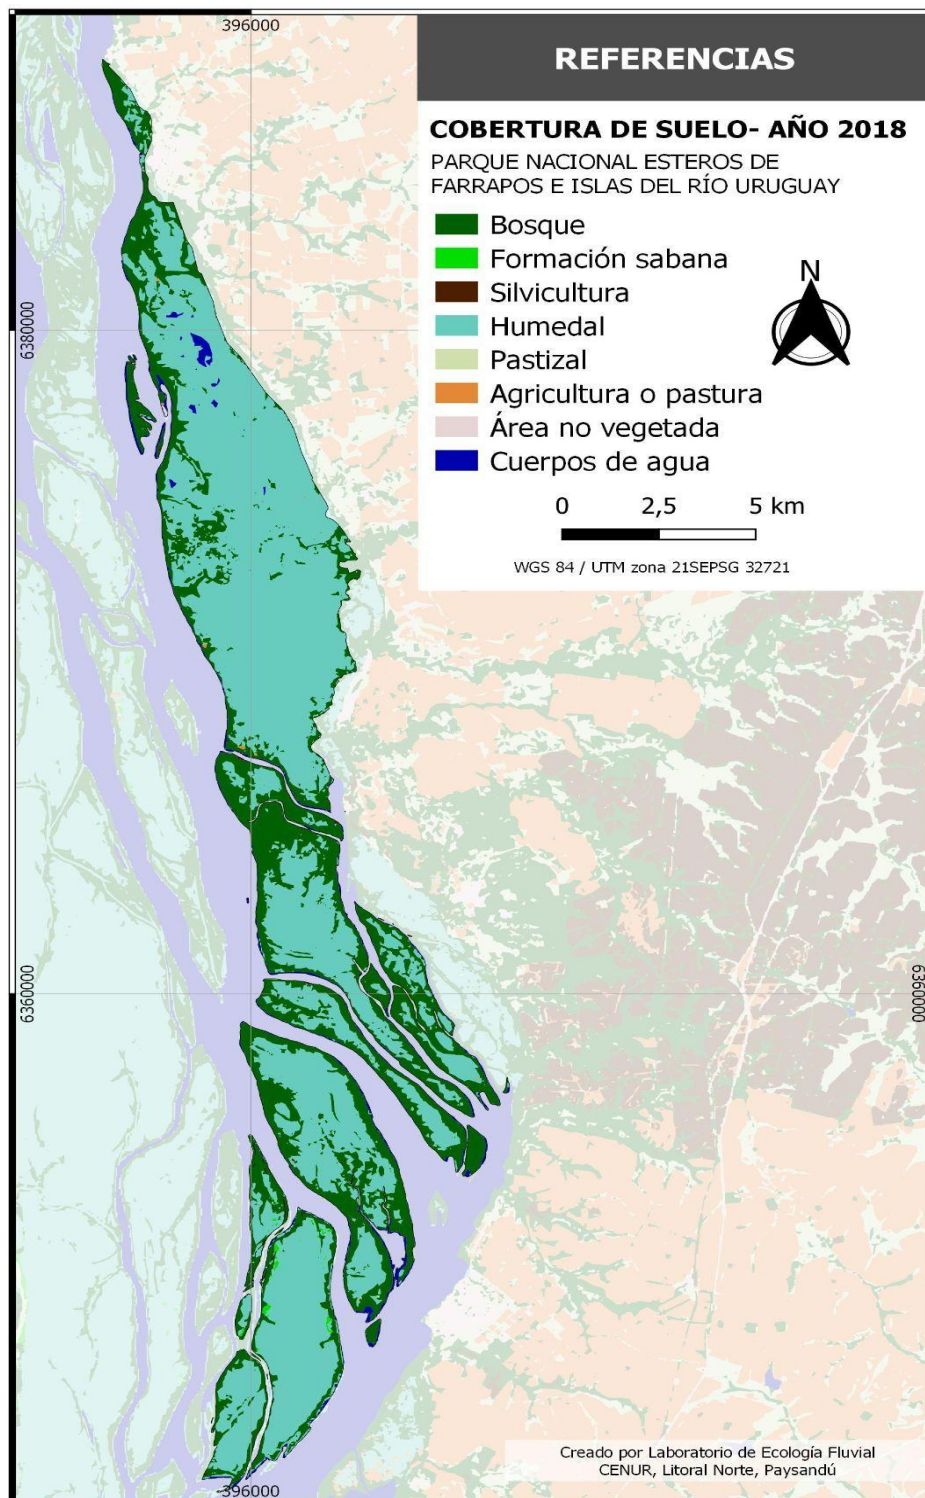 396000
REFERENCIAS
COBERTURA DE SUELO- AÑO 2018
PARQUE NACIONAL ESTEROS DE
FARRAPOS E ISLAS DEL RÍO URUGUAY
Bosque
Formación sabana
Silvicultura
Humedal
Pastizal
Agricultura o pastura
Área no vegetada
Cuerpos de agua
N
0 2,5 5 km
WGS 84 / UTM zona 21SEPSG 32721
6380000
6360000
6360000
Creado por Laboratorio de Ecología Fluvial
CENUR, Litoral Norte, Paysandú
396000